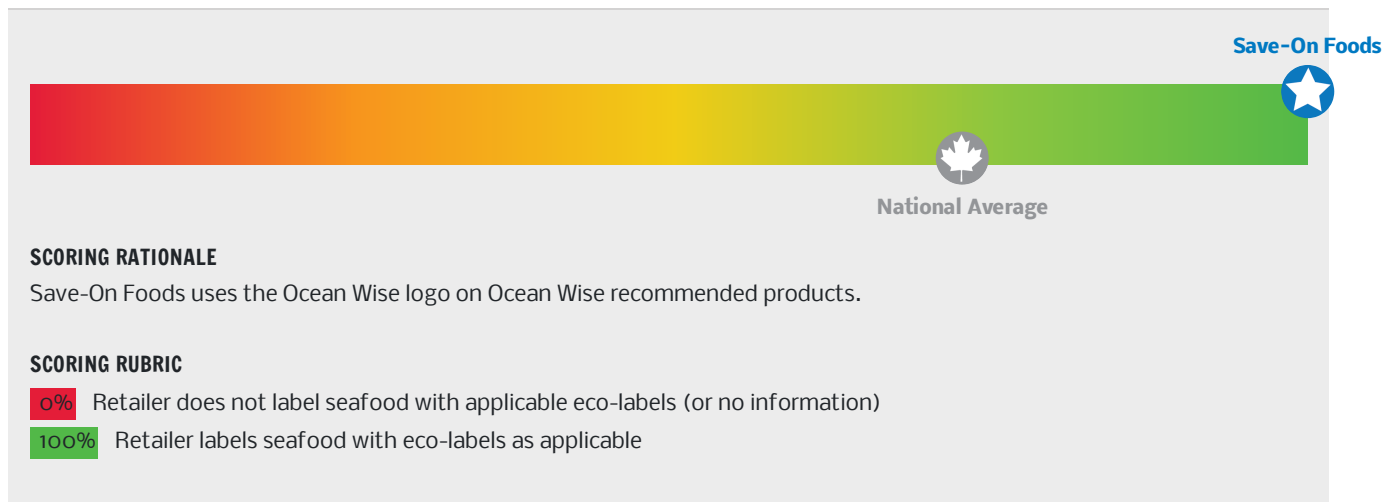 Save-On Foods
National Average
SCORING RATIONALE
Save-On Foods uses the Ocean Wise logo on Ocean Wise recommended products.
SCORING RUBRIC
0% Retailer does not label seafood with applicable eco-labels (or no information)
100% Retailer labels seafood with eco-labels as applicable